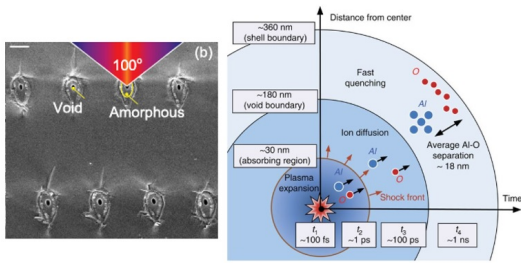 (b)
100°
Void
Amorphous
Distance from center
~360 nm
(shell boundary)
Fast
quenching
O
Al
~180 nm
(void boundary)
Ion diffusion
Average Al-O
separation
~ 18 nm
~30 nm
(absorbing region)
Al
O
Plasma
expansion
Al
O
Shock front
Time
t1
~100 fs
t2
~1 ps
t3
~100 ps
t4
~1 ns